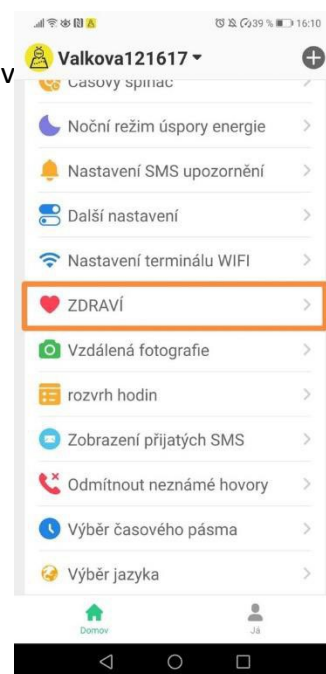 39 % 16:10
Valkova121617
v
Časový spínač
Noční režim úspory energie
Nastavení SMS upozornění
Další nastavení
Nastavení terminálu WIFI
ZDRAVÍ
Vzdálená fotografie
rozvrh hodin
Zobrazení přijatých SMS
Odmítnout neznámé hovory
Výběr časového pásma
Výběr jazyka
Domov Já